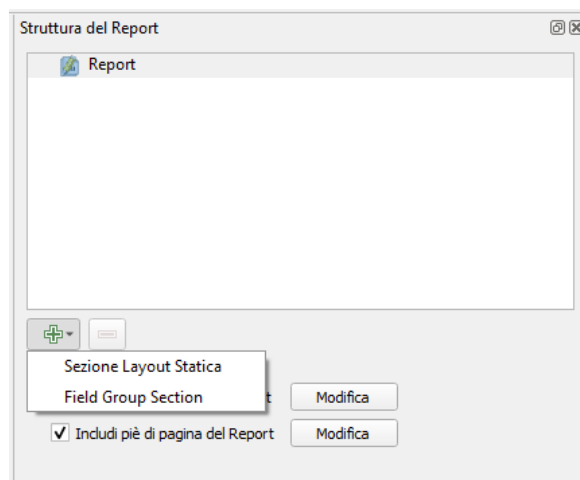 Struttura del Report
Report
Sezione Layout Statica
Field Group Section
t Modifica
Includi piè di pagina del Report Modifica